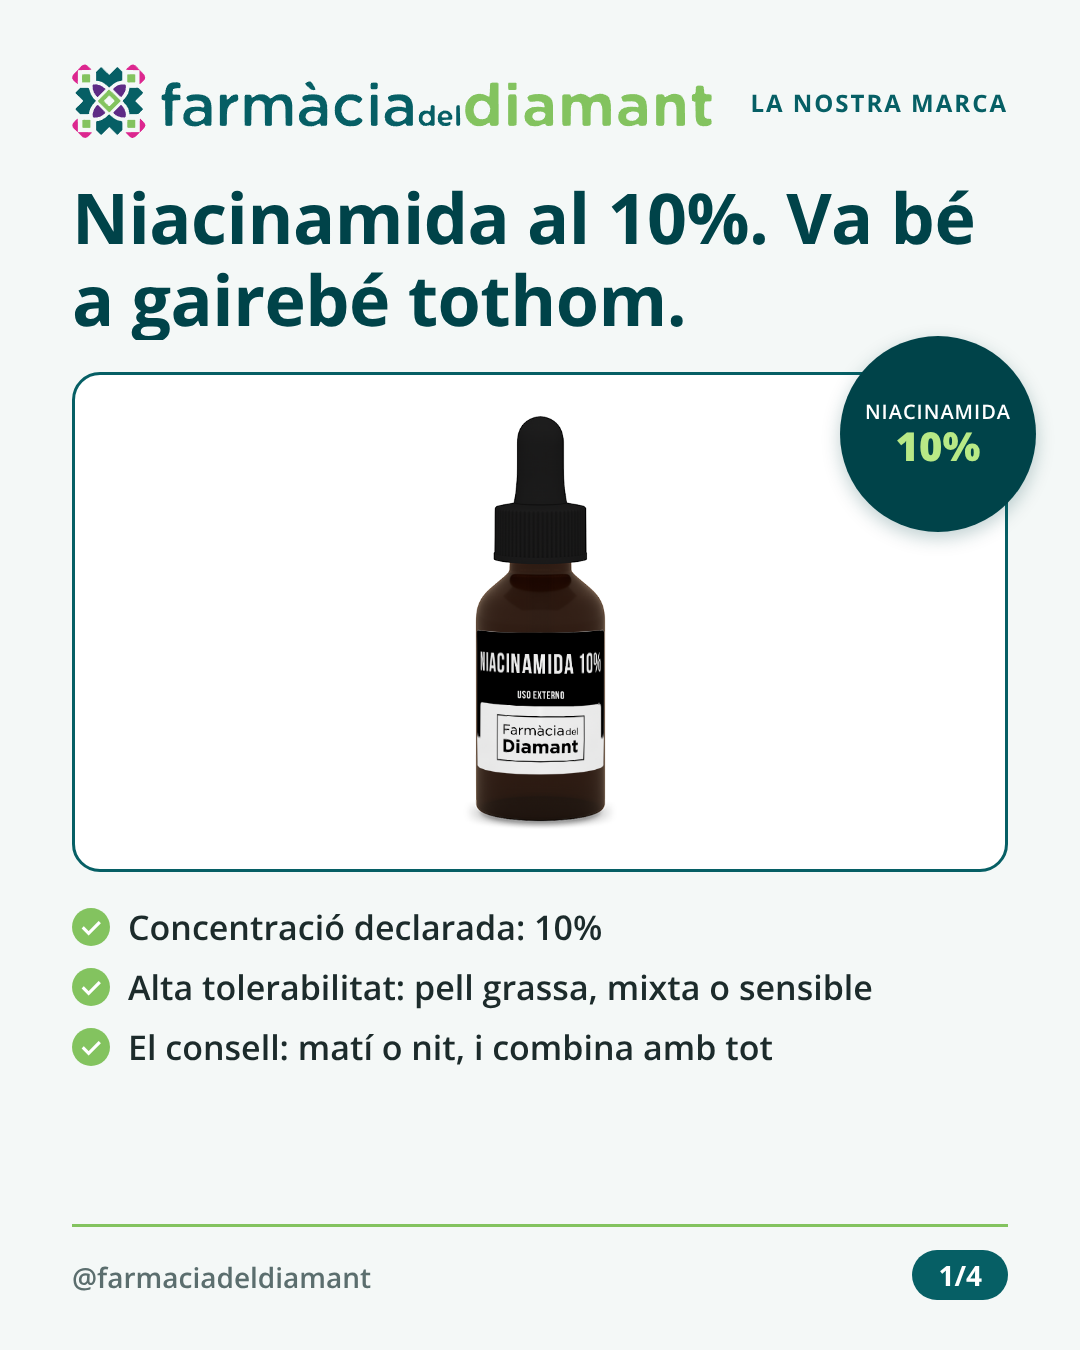 farmàciadeldiamant
LA NOSTRA MARCA
Niacinamida al 10%. Va bé
a gairebé tothom.
NIACINAMIDA
10%
NIACINAMIDA 10%
USO EXTERNO
Farmàciadel
Diamant
Concentració declarada: 10%
Alta tolerabilitat: pell grassa, mixta o sensible
El consell: matí o nit, i combina amb tot
@farmaciadeldiamant
1/4